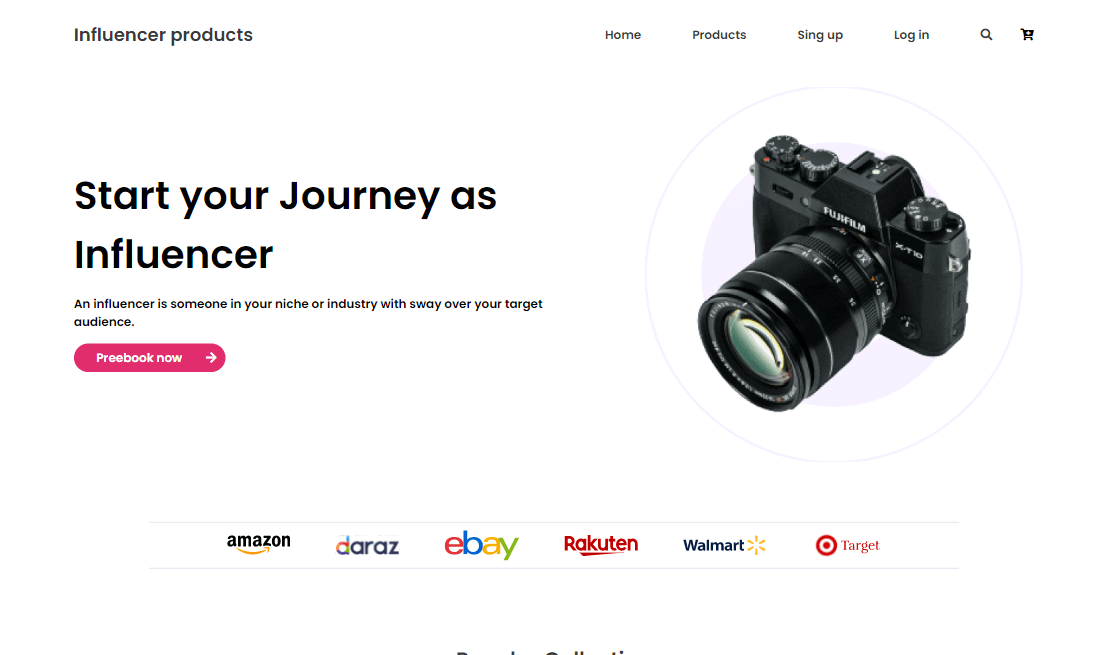 Influencer products
Home Products Sing up Log in
Start your Journey as
Influencer
An influencer is someone in your niche or industry with sway over your target
audience.
Preebook now
FUJIFILM
X-T10
amazon daraz ebay Rakuten Walmart Target